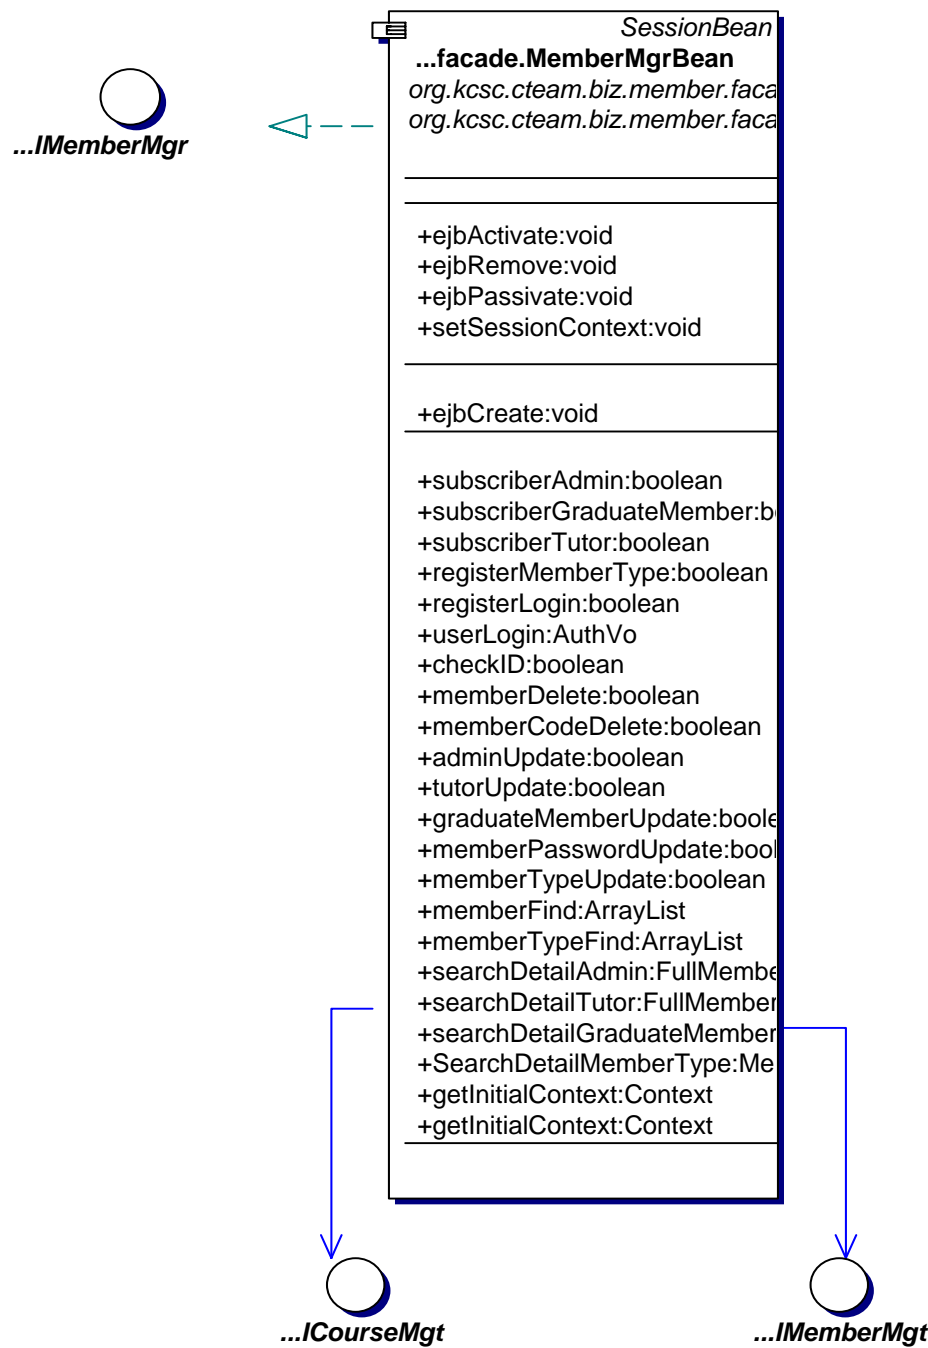 SessionBean
...facade.MemberMgrBean
org.kcsc.cteam.biz.member.faca
org.kcsc.cteam.biz.member.faca
...IMemberMgr
+ejbActivate:void
+ejbRemove:void
+ejbPassivate:void
+setSessionContext:void
+ejbCreate:void
+subscriberAdmin:boolean
+subscriberGraduateMember:b
+subscriberTutor:boolean
+registerMemberType:boolean
+registerLogin:boolean
+userLogin:AuthVo
+checkID:boolean
+memberDelete:boolean
+memberCodeDelete:boolean
+adminUpdate:boolean
+tutorUpdate:boolean
+graduateMemberUpdate:boole
+memberPasswordUpdate:bool
+memberTypeUpdate:boolean
+memberFind:ArrayList
+memberTypeFind:ArrayList
+searchDetailAdmin:FullMembe
+searchDetailTutor:FullMember
+searchDetailGraduateMember
+SearchDetailMemberType:Me
+getInitialContext:Context
+getInitialContext:Context
...ICourseMgt
...IMemberMgt